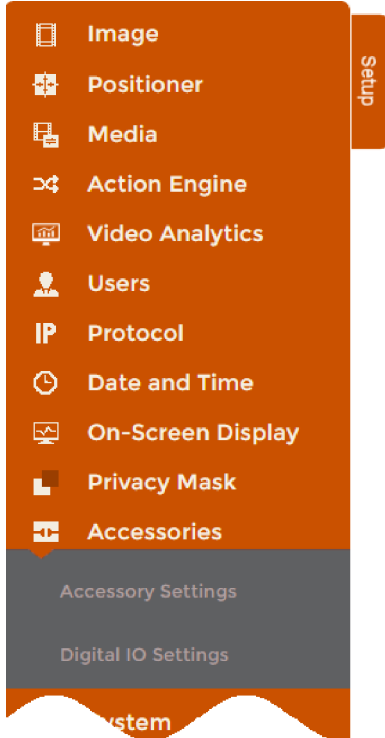 Image
Setup
Positioner
Media
Action Engine
Video Analytics
Users
IP Protocol
Date and Time
On-Screen Display
Privacy Mask
Accessories
Accessory Settings
Digital IO Settings
ystem